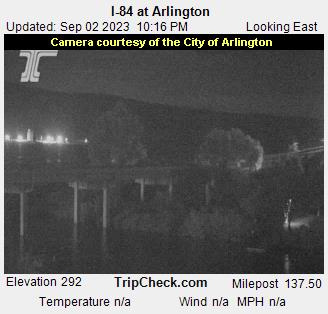 I-84 at Arlington
Updated: Sep 02 2023 10:16 PM Looking East
Camera courtesy of the City of Arlington
Elevation 292 TripCheck.com Milepost 137.50
Temperature n/a Wind n/a MPH n/a